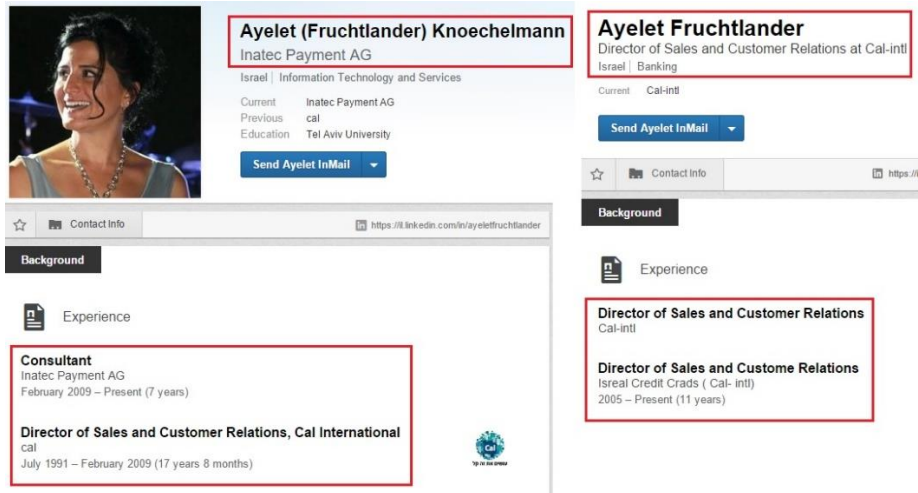 Ayelet (Fruchtlander) Knoechelmann
Inatec Payment AG
Israel | Information Technology and Services
Current Inatec Payment AG
Previous cal
Education Tel Aviv University
Send Ayelet InMail
Contact Info
https://il.linkedin.com/in/ayeletfruchtlander
Background
Experience
Consultant
Inatec Payment AG
February 2009 – Present (7 years)
Director of Sales and Customer Relations, Cal International
cal
July 1991 – February 2009 (17 years 8 months)
Cal
Ayelet Fruchtlander
Director of Sales and Customer Relations at Cal-intl
Israel | Banking
Current Cal-intl
Send Ayelet InMail
Contact Info
https://i
Background
Experience
Director of Sales and Customer Relations
Cal-intl
Director of Sales and Custome Relations
Isreal Credit Crads ( Cal- intl)
2005 – Present (11 years)